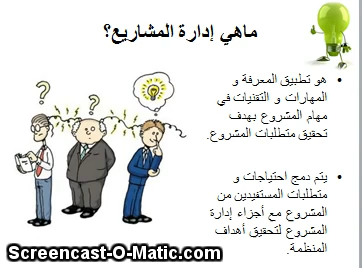 ماهي إدارة المشاريع؟
• هو تطبيق المعرفة و
المهارات و التقنيات في
مهام المشروع بهدف
تحقيق متطلبات المشروع.
• يتم دمج احتياجات و
متطلبات المستفيدين من
المشروع مع أجزاء إدارة
المشروع لتحقيق أهداف
المنظمة.
? ?
Screencast-O-Matic.com